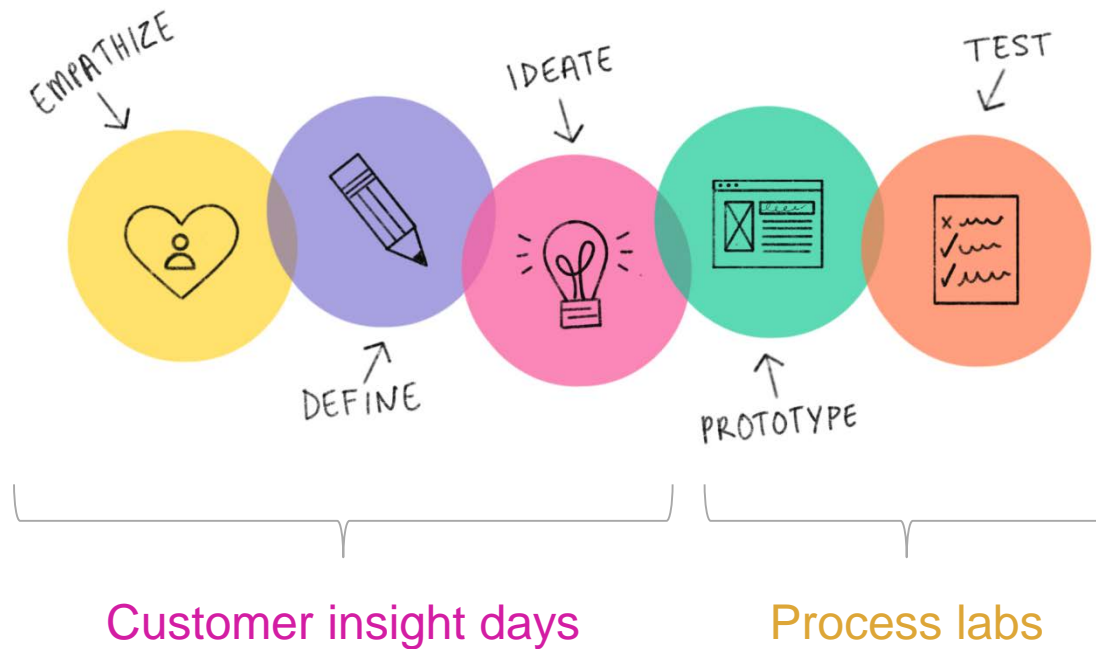 EMPATHIZE
IDEATE
TEST
DEFINE
PROTOTYPE
Customer insight days
Process labs